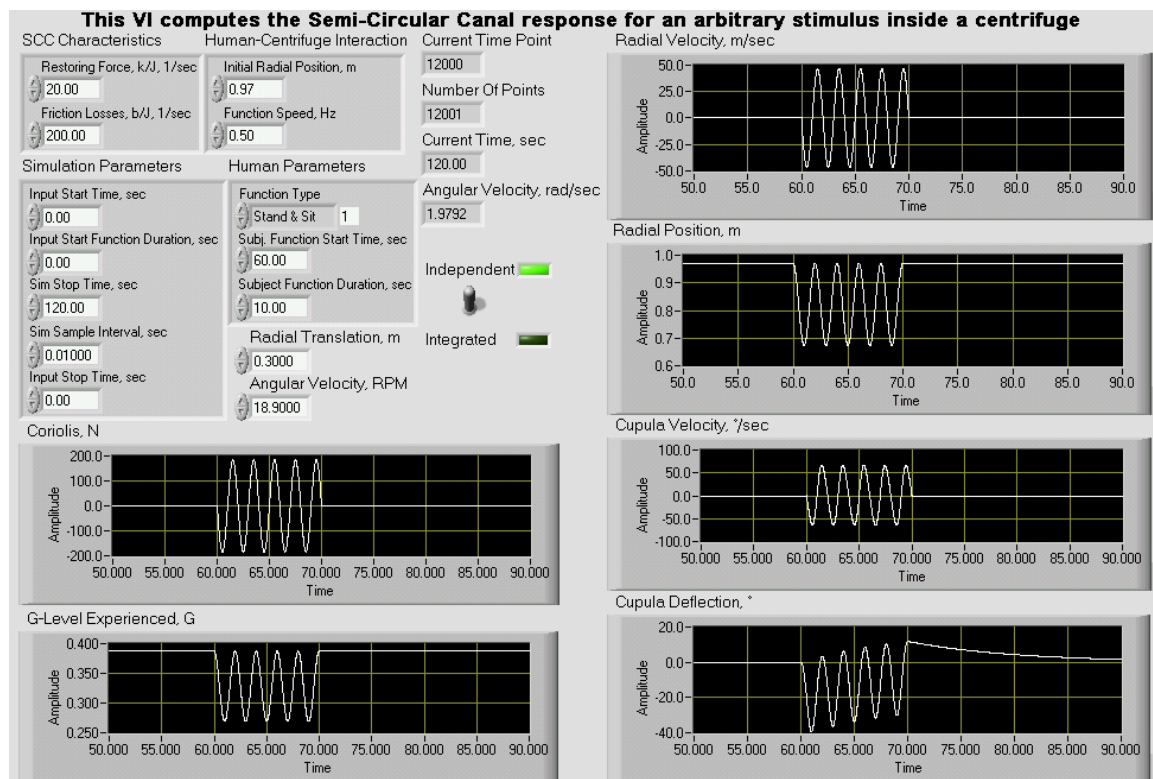 This VI computes the Semi-Circular Canal response for an arbitrary stimulus inside a centrifuge
SCC Characteristics
Restoring Force, k/J, 1/sec
20.00
Friction Losses, b/J, 1/sec
200.00
Human-Centrifuge Interaction
Initial Radial Position, m
0.97
Function Speed, Hz
0.50
Current Time Point
12000
Number Of Points
12001
Current Time, sec
120.00
Angular Velocity, rad/sec
1.9792
Simulation Parameters
Input Start Time, sec
0.00
Input Start Function Duration, sec
0.00
Sim Stop Time, sec
120.00
Sim Sample Interval, sec
0.01000
Input Stop Time, sec
0.00
Human Parameters
Function Type
Stand & Sit 1
Subj. Function Start Time, sec
60.00
Subject Function Duration, sec
10.00
Radial Translation, m
0.3000
Angular Velocity, RPM
18.9000
Independent
Integrated
Radial Velocity, m/sec
Amplitude
50.0
25.0
0.0
-25.0
-50.0
50.0 55.0 60.0 65.0 70.0 75.0 80.0 85.0 90.0
Time
Radial Position, m
Amplitude
1.0
0.9
0.8
0.7
0.6
50.0 55.0 60.0 65.0 70.0 75.0 80.0 85.0 90.0
Time
Coriolis, N
Amplitude
200.0
100.0
0.0
-100.0
-200.0
50.000 55.000 60.000 65.000 70.000 75.000 80.000 85.000 90.000
Time
Cupula Velocity, °/sec
Amplitude
100.0
50.0
0.0
-50.0
-100.0
50.000 55.000 60.000 65.000 70.000 75.000 80.000 85.000 90.000
Time
G-Level Experienced, G
Amplitude
0.400
0.350
0.300
0.250
50.000 55.000 60.000 65.000 70.000 75.000 80.000 85.000 90.000
Time
Cupula Deflection, °
Amplitude
20.0
0.0
-20.0
-40.0
50.000 55.000 60.000 65.000 70.000 75.000 80.000 85.000 90.000
Time